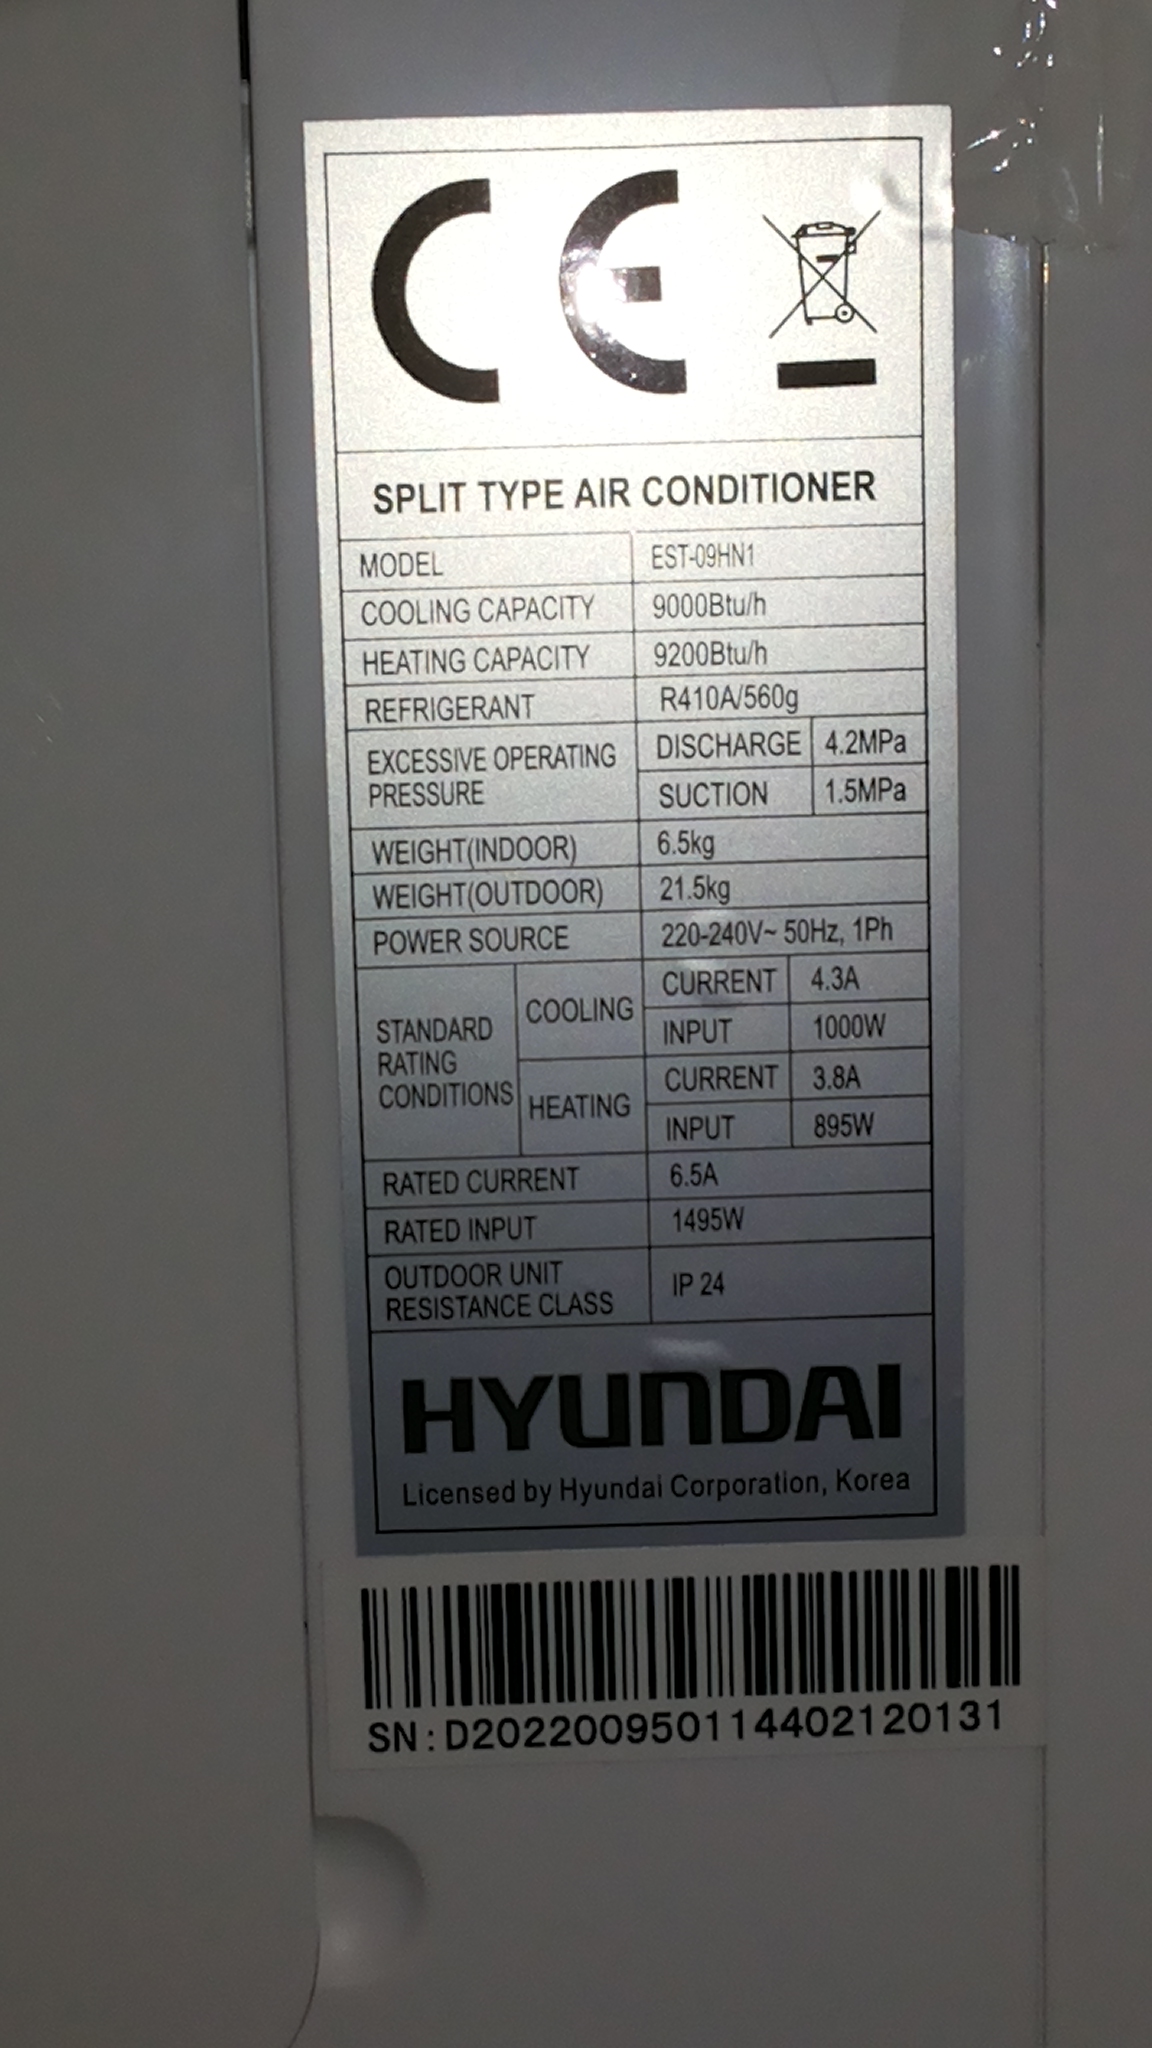 CE
SPLIT TYPE AIR CONDITIONER
MODEL EST-09HN1
COOLING CAPACITY 9000Btu/h
HEATING CAPACITY 9200Btu/h
REFRIGERANT R410A/560g
EXCESSIVE OPERATING PRESSURE DISCHARGE 4.2MPa
SUCTION 1.5MPa
WEIGHT(INDOOR) 6.5kg
WEIGHT(OUTDOOR) 21.5kg
POWER SOURCE 220-240V~ 50Hz, 1Ph
STANDARD RATING CONDITIONS COOLING CURRENT 4.3A
INPUT 1000W
HEATING CURRENT 3.8A
INPUT 895W
RATED CURRENT 6.5A
RATED INPUT 1495W
OUTDOOR UNIT RESISTANCE CLASS IP 24
HYUNDAI
Licensed by Hyundai Corporation, Korea
SN:D202200950114402120131